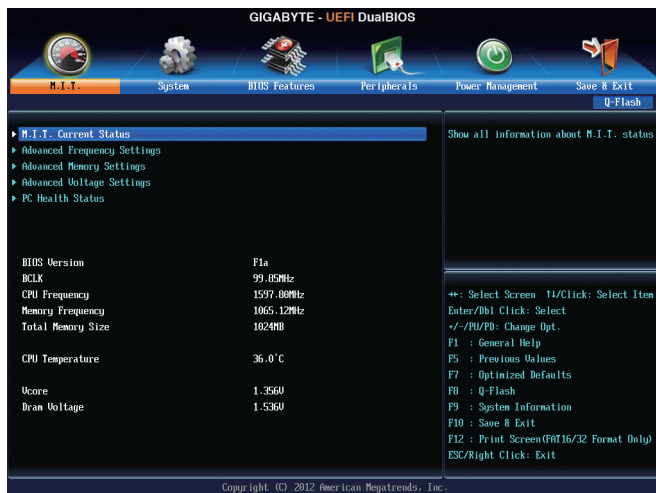 GIGABYTE - UEFI DualBIOS
M.I.T.
System
BIOS Features
Peripherals
Power Management
Save & Exit
Q-Flash
M.I.T. Current Status
Advanced Frequency Settings
Advanced Memory Settings
Advanced Voltage Settings
PC Health Status
BIOS Version F1a
BCLK 99.85MHz
CPU Frequency 1597.80MHz
Memory Frequency 1065.12MHz
Total Memory Size 1024MB
CPU Temperature 36.0°C
Vcore 1.356V
Dram Voltage 1.536V
Show all information about M.I.T. status
→←: Select Screen ↑↓/Click: Select Item
Enter/Dbl Click: Select
+/-/PU/PD: Change Opt.
F1 : General Help
F5 : Previous Values
F7 : Optimized Defaults
F8 : Q-Flash
F9 : System Information
F10 : Save & Exit
F12 : Print Screen(FAT16/32 Format Only)
ESC/Right Click: Exit
Copyright (C) 2012 American Megatrends, Inc.